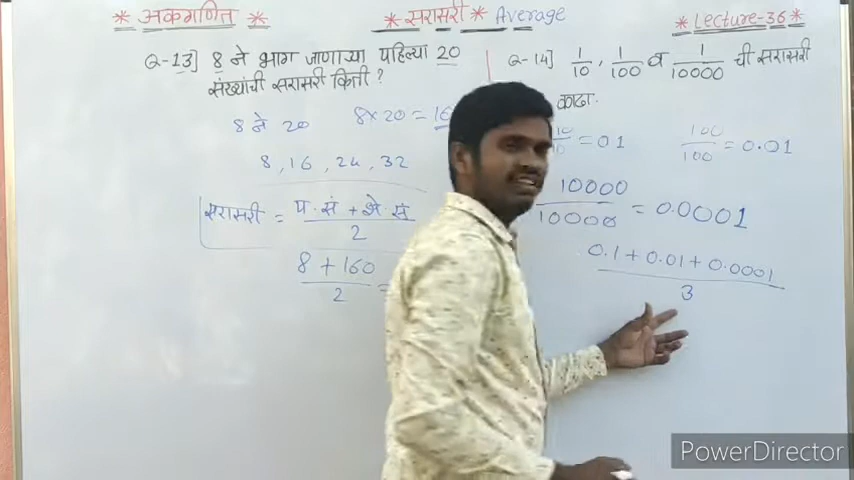 * अंकगणित *
* सरासरी * Average
* Lecture-36 *
Q-13] 8 ने भाग जाणाऱ्या पहिल्या 20
संख्यांची सरासरी किती ?
8 ने 20 8×20 = 16
8, 16, 24, 32
सरासरी = प.सं + शे.सं
2
8 + 160
2 =
Q-14] 1/10, 1/100 व 1/10000 ची सरासरी
काढा.
= 01
100/100 = 0.01
10000/10000 = 0.0001
0.1 + 0.01 + 0.0001
3
PowerDirector